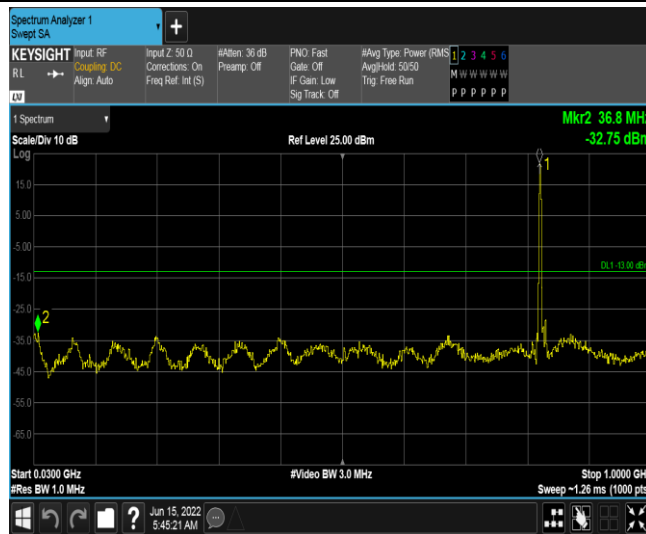 Spectrum Analyzer 1
Swept SA
+
KEYSIGHT
RL
Input: RF
Coupling: DC
Align: Auto
Input Z: 50 Ω
Corrections: On
Freq Ref: Int (S)
#Atten: 36 dB
Preamp: Off
PNO: Fast
Gate: Off
IF Gain: Low
Sig Track: Off
#Avg Type: Power (RMS
Avg|Hold: 50/50
Trig: Free Run
1 2 3 4 5 6
M W W W W W
P P P P P P
1 Spectrum
Mkr2 36.8 MHz
Scale/Div 10 dB
Ref Level 25.00 dBm
-32.75 dBm
Log
1
15.0
5.00
-5.00
DL1 -13.00 dBm
-15.0
-25.0
2
-35.0
-45.0
-55.0
-65.0
Start 0.0300 GHz
#Video BW 3.0 MHz
Stop 1.0000 GHz
#Res BW 1.0 MHz
Sweep ~1.26 ms (1000 pts)
?
Jun 15, 2022
5:45:21 AM